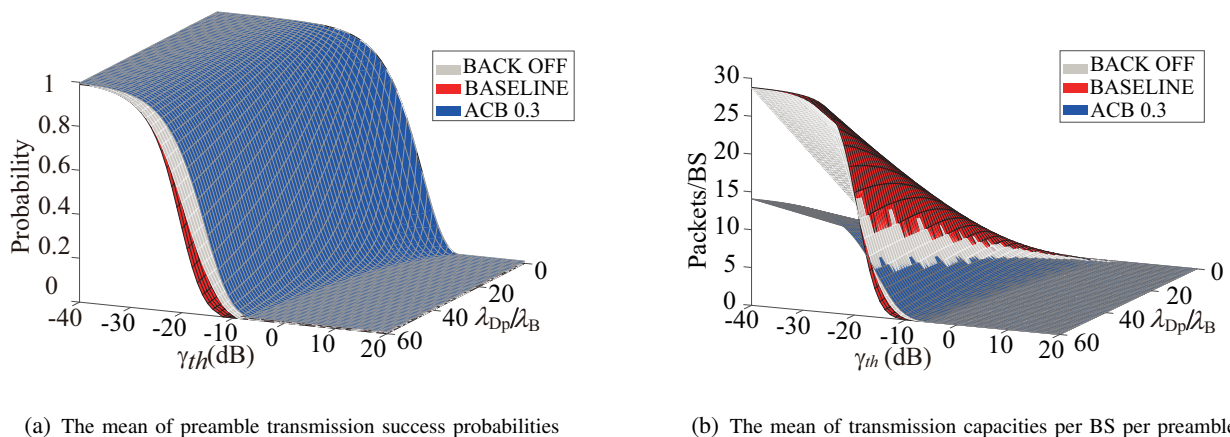 BACK OFF
BASELINE
ACB 0.3
Probability
1
0.8
0.6
0.4
0.2
0
-40
-30
-20
-10
0
10
20
γth(dB)
60
40
20
0
λDp/λB
BACK OFF
BASELINE
ACB 0.3
Packets/BS
30
25
20
15
10
5
0
-40
-30
-20
-10
0
10
20
γth (dB)
60
40
20
0
λDp/λB
(a) The mean of preamble transmission success probabilities
(b) The mean of transmission capacities per BS per preamble